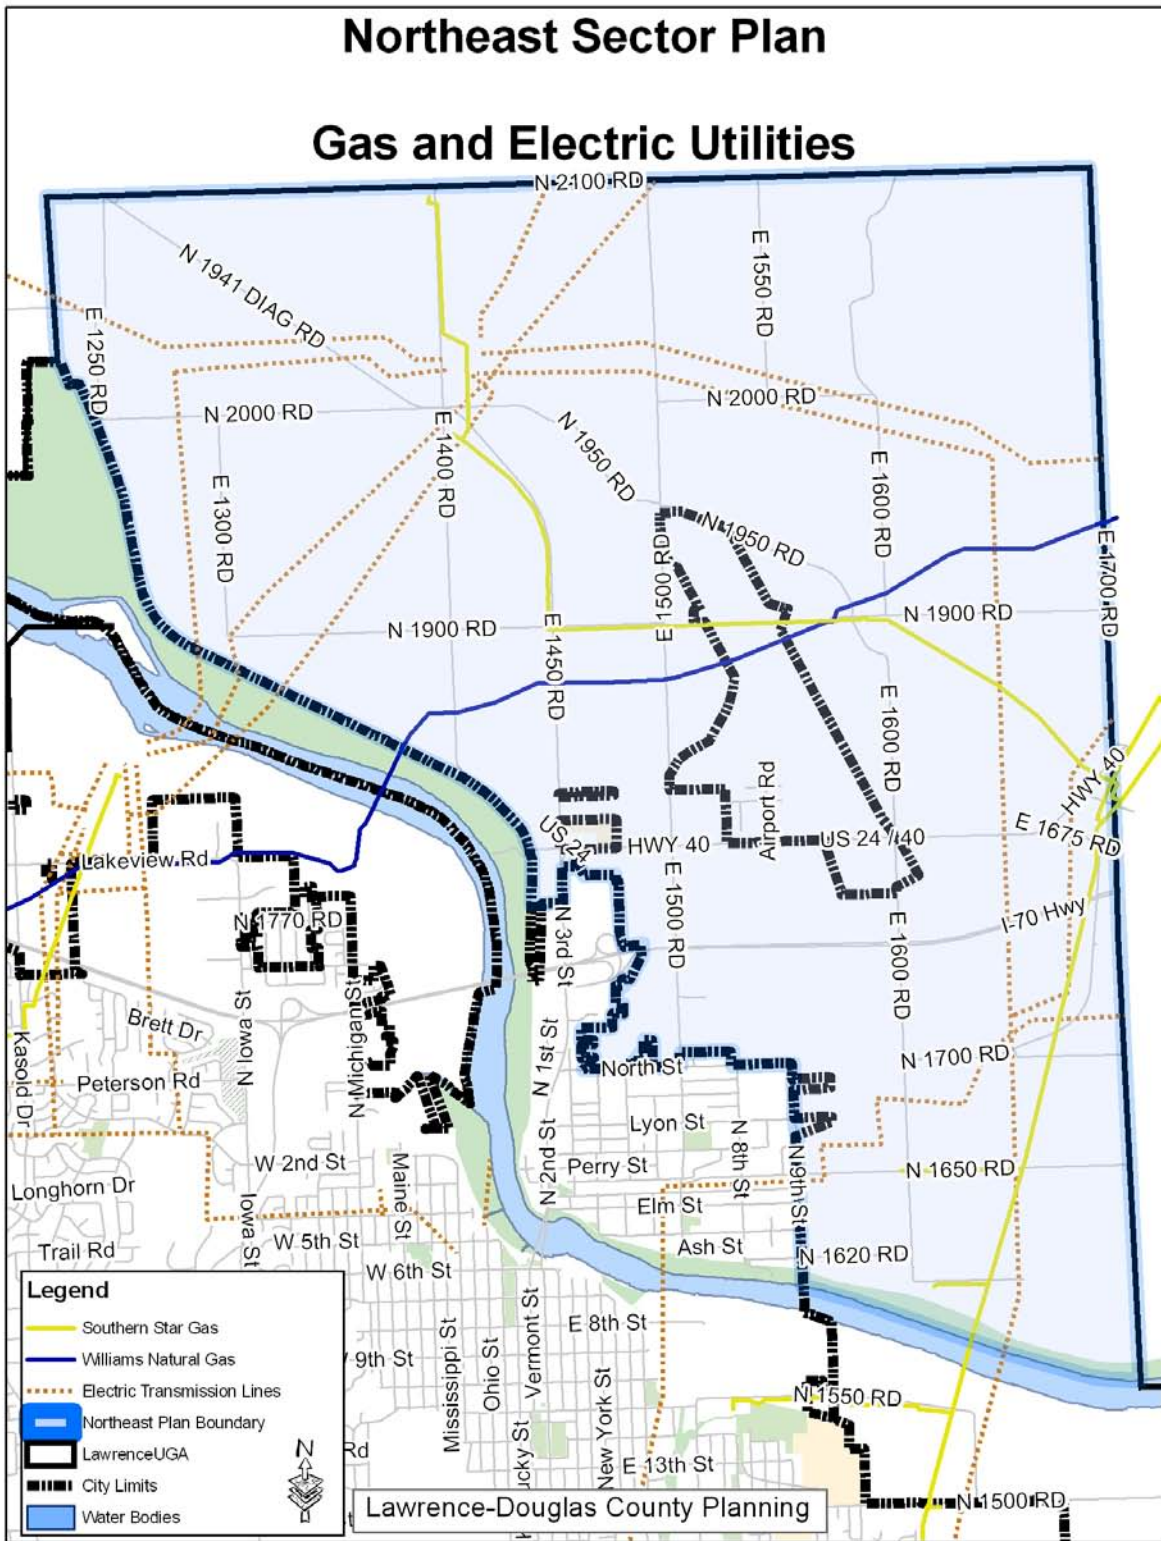 Northeast Sector Plan
Gas and Electric Utilities
N 2100 RD
N 1941 DIAG RD
E 1550 RD
E 1250 RD
N 2000 RD
N 2000 RD
E 1400 RD
N 1950 RD
E 1300 RD
E 1600 RD
N 1950 RD
E 1500 RD
E 1700 RD
N 1900 RD
N 1900 RD
E 1450 RD
E 1600 RD
Airport Rd
HWY 40
US 24
HWY 40
US 24 / 40
E 1675 RD
Lakeview Rd
N 1770 RD
N 3rd St
E 1500 RD
I-70 Hwy
E 1600 RD
N Michigan St
Brett Dr
N Iowa St
Kasold Dr
Peterson Rd
N 1st St
North St
N 1700 RD
Lyon St
N 8th St
W 2nd St
Maine St
N 2nd St
Perry St
N 9th St
N 1650 RD
Longhorn Dr
Iowa St
Elm St
Trail Rd
W 5th St
Ash St
N 1620 RD
W 6th St
Vermont St
E 8th St
Mississippi St
Ohio St
9th St
New York St
N 1550 RD
ucky St
Rd
E 13th St
N 1500 RD
Legend
Southern Star Gas
Williams Natural Gas
Electric Transmission Lines
Northeast Plan Boundary
LawrenceUGA
City Limits
Water Bodies
N
Lawrence-Douglas County Planning